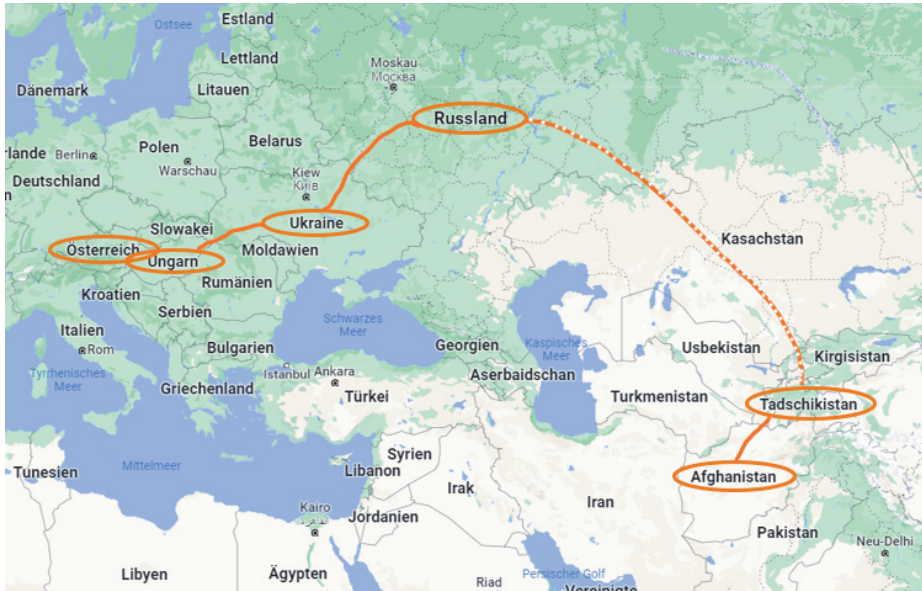 Ostsee
Estland
Lettland
Moskau
Москва
Dänemark
Litauen
Russland
Belarus
Polen
rlande
Berlin
Warschau
Deutschland
n
Kiew
Київ
Slowakei
Ukraine
Österreich
Ungarn
Moldawien
Kasachstan
Rumänien
Kroatien
Serbien
Italien
Rom
Schwarzes
Meer
Kaspisches
Meer
Bulgarien
Georgien
Usbekistan
Kirgisistan
Tyrrhenisches
Meer
Istanbul
Ankara
Aserbaidschan
Griechenland
Türkei
Turkmenistan
Tadschikistan
Tunesien
Mittelmeer
Syrien
Libanon
Irak
Iran
Afghanistan
Kairo
القاهرة
Jordanien
Pakistan
Neu-Delhi
Libyen
Ägypten
Riad
Persischer Golf
Vereinigte